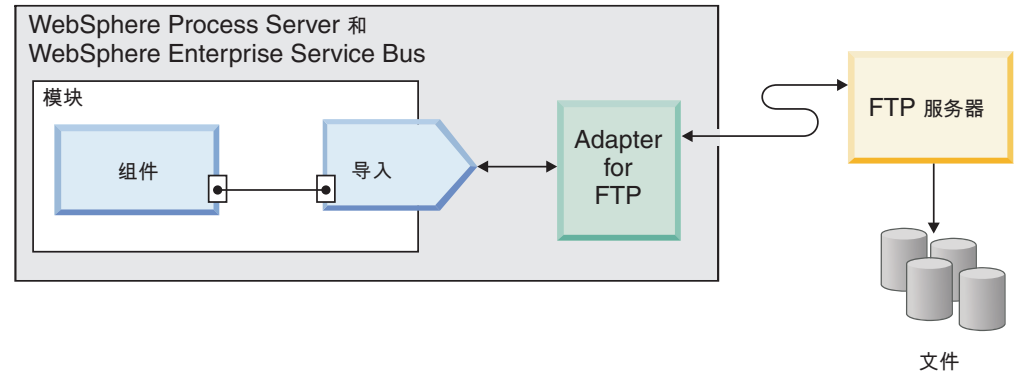 WebSphere Process Server 和
WebSphere Enterprise Service Bus
模块
组件
导入
Adapter
for
FTP
FTP 服务器
文件